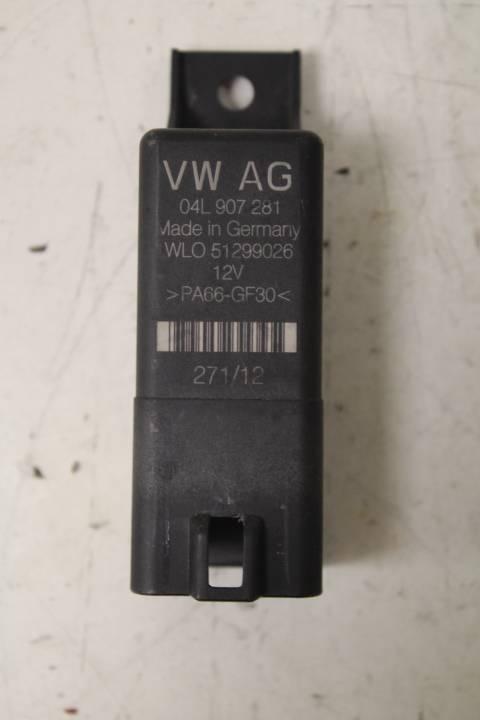 VW AG
04L 907 281
Made in Germany
WLO 51299026
12V
>PA66-GF30<
271/12